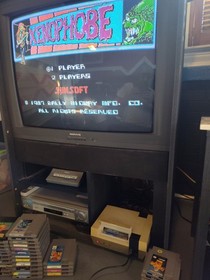 XENOPHOBE
1 PLAYER
2 PLAYERS
SUNSOFT
© 1987 BALLY MIDWAY MFG. CO.
ALL RIGHTS RESERVED